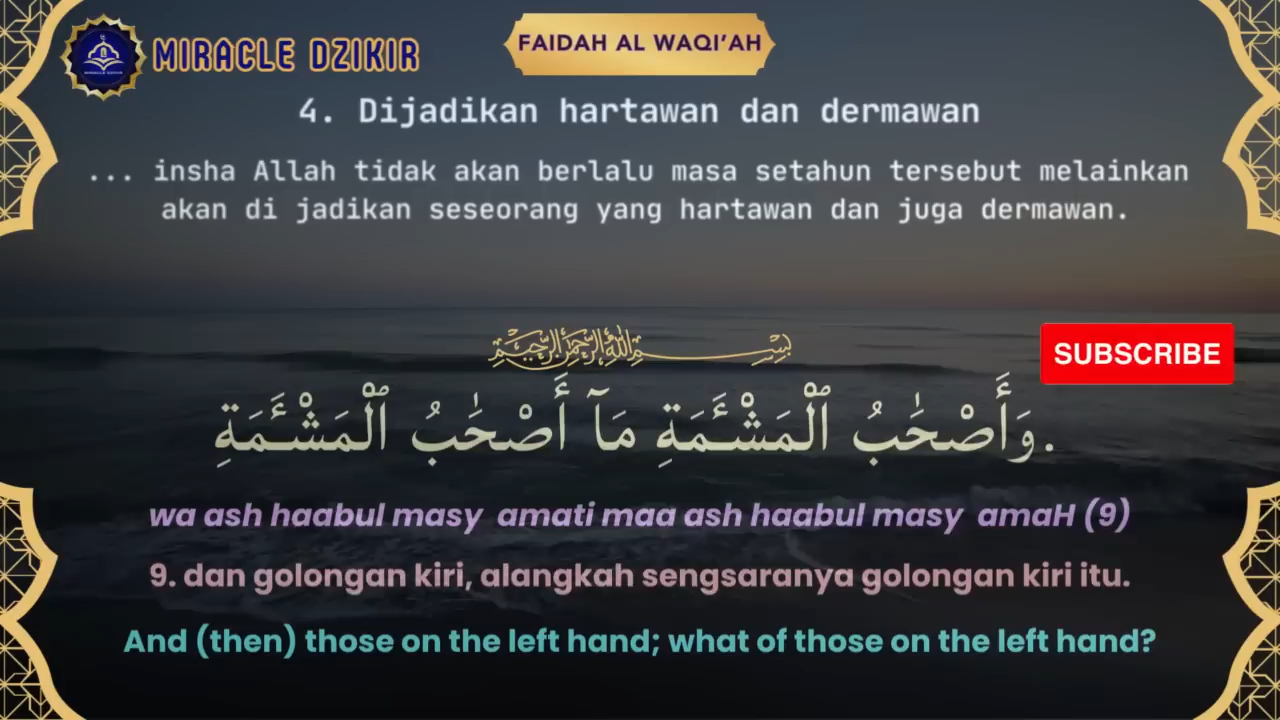 MIRACLE DZIKIR
FAIDAH AL WAQI’AH
4. Dijadikan hartawan dan dermawan
... insha Allah tidak akan berlalu masa setahun tersebut melainkan
akan di jadikan seseorang yang hartawan dan juga dermawan.
بِسْمِ اللَّهِ الرَّحْمَٰنِ الرَّحِيمِ
SUBSCRIBE
وَأَصْحَٰبُ ٱلْمَشْـَٔمَةِ مَآ أَصْحَٰبُ ٱلْمَشْـَٔمَةِ.
wa ash haabul masy amati maa ash haabul masy amaH (9)
9. dan golongan kiri, alangkah sengsaranya golongan kiri itu.
And (then) those on the left hand; what of those on the left hand?